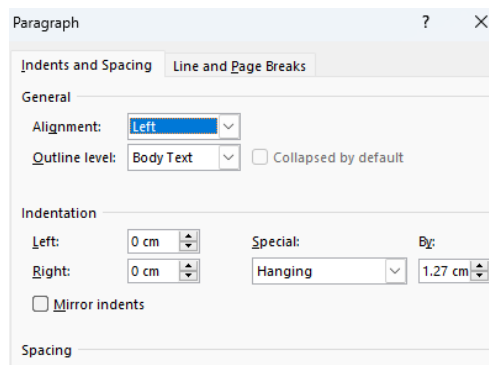 Paragraph ? ×
Indents and Spacing Line and Page Breaks
General
Alignment: Left
Outline level: Body Text Collapsed by default
Indentation
Left: 0 cm Special: By:
Right: 0 cm Hanging 1.27 cm
Mirror indents
Spacing